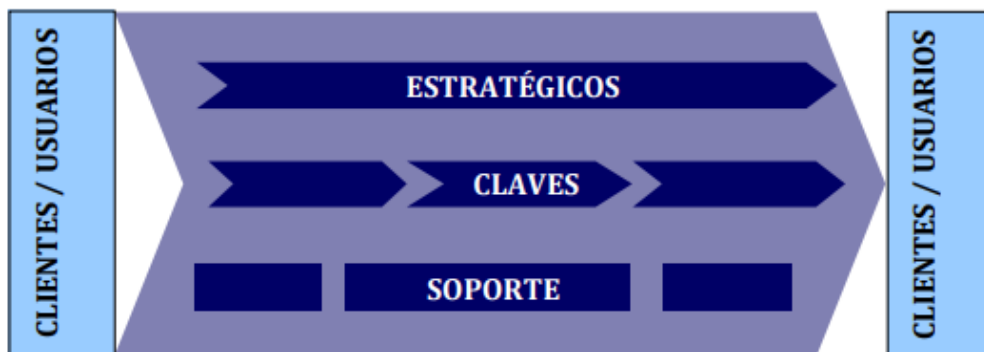 CLIENTES / USUARIOS
ESTRATÉGICOS
CLAVES
SOPORTE
CLIENTES / USUARIOS